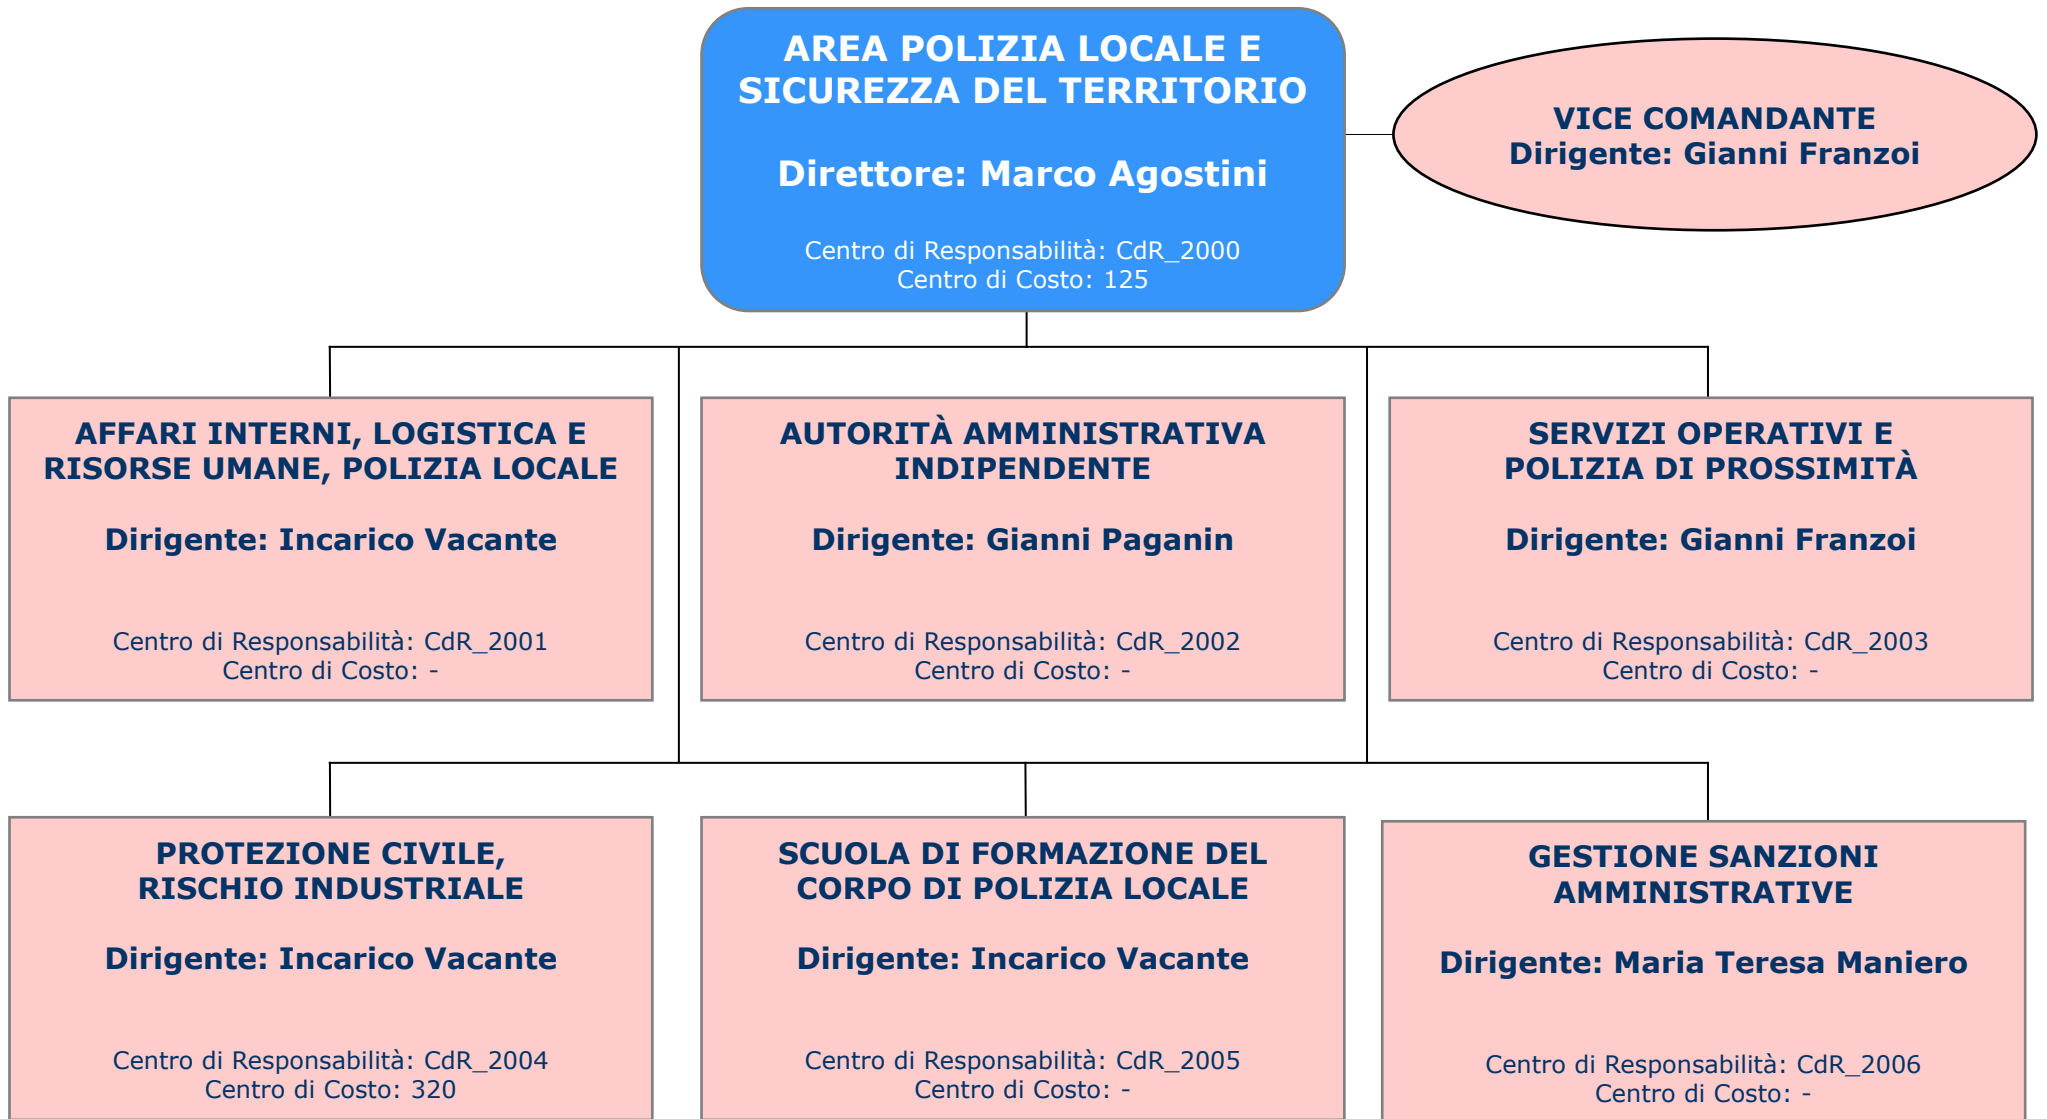 AREA POLIZIA LOCALE E
SICUREZZA DEL TERRITORIO
Direttore: Marco Agostini
Centro di Responsabilità: CdR_2000
Centro di Costo: 125
VICE COMANDANTE
Dirigente: Gianni Franzoi
AFFARI INTERNI, LOGISTICA E
RISORSE UMANE, POLIZIA LOCALE
Dirigente: Incarico Vacante
Centro di Responsabilità: CdR_2001
Centro di Costo: -
AUTORITÀ AMMINISTRATIVA
INDIPENDENTE
Dirigente: Gianni Paganin
Centro di Responsabilità: CdR_2002
Centro di Costo: -
SERVIZI OPERATIVI E
POLIZIA DI PROSSIMITÀ
Dirigente: Gianni Franzoi
Centro di Responsabilità: CdR_2003
Centro di Costo: -
PROTEZIONE CIVILE,
RISCHIO INDUSTRIALE
Dirigente: Incarico Vacante
Centro di Responsabilità: CdR_2004
Centro di Costo: 320
SCUOLA DI FORMAZIONE DEL
CORPO DI POLIZIA LOCALE
Dirigente: Incarico Vacante
Centro di Responsabilità: CdR_2005
Centro di Costo: -
GESTIONE SANZIONI
AMMINISTRATIVE
Dirigente: Maria Teresa Maniero
Centro di Responsabilità: CdR_2006
Centro di Costo: -